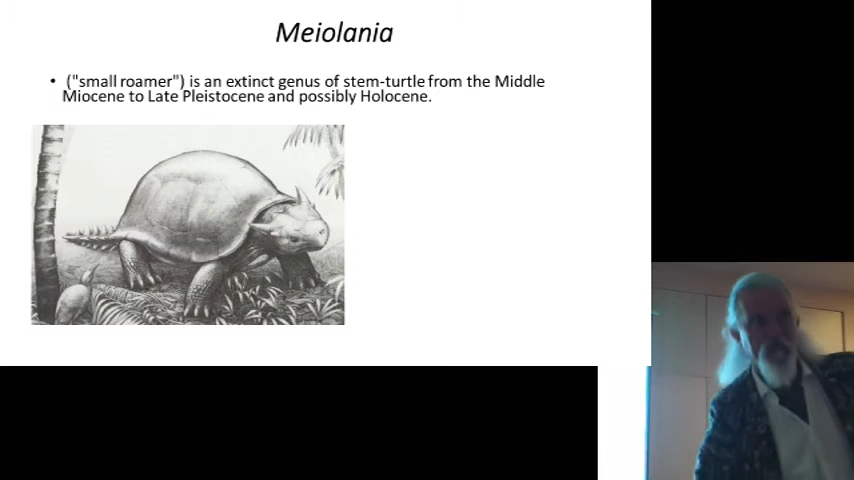 Meiolania
• ("small roamer") is an extinct genus of stem-turtle from the Middle
Miocene to Late Pleistocene and possibly Holocene.